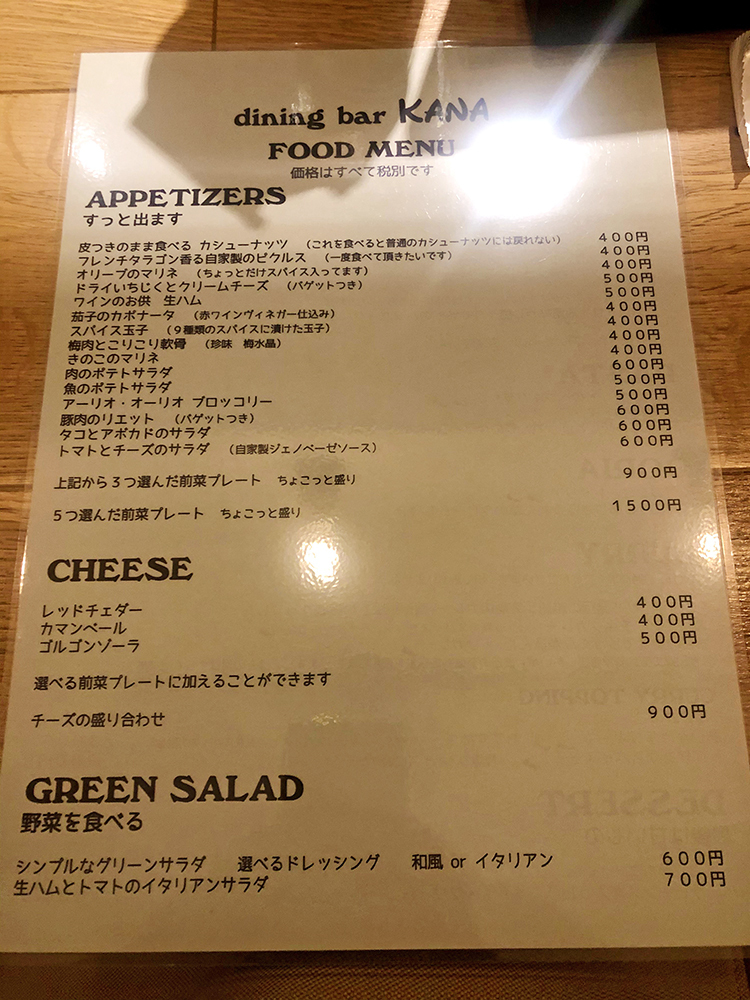 dining bar KANA
FOOD MENU
価格はすべて税別です
APPETIZERS
すっと出ます
皮つきのまま食べる カシューナッツ （これを食べると普通のカシューナッツには戻れない） 400円
フレンチタラゴン香る自家製のピクルス （一度食べて頂きたいです） 400円
オリーブのマリネ （ちょっとだけスパイス入ってます） 400円
ドライいちじくとクリームチーズ （バゲットつき） 500円
ワインのお供 生ハム 500円
茄子のカポナータ （赤ワインヴィネガー仕込み） 400円
スパイス玉子 （9種類のスパイスに漬けた玉子） 400円
梅肉とこりこり軟骨 （珍味 梅水晶） 400円
きのこのマリネ 400円
肉のポテトサラダ 600円
魚のポテトサラダ 500円
アーリオ・オーリオ ブロッコリー 500円
豚肉のリエット （バゲットつき） 600円
タコとアボカドのサラダ 600円
トマトとチーズのサラダ （自家製ジェノベーゼソース） 600円
上記から3つ選んだ前菜プレート ちょこっと盛り 900円
5つ選んだ前菜プレート ちょこっと盛り 1500円
CHEESE
レッドチェダー 400円
カマンベール 400円
ゴルゴンゾーラ 500円
選べる前菜プレートに加えることができます
チーズの盛り合わせ 900円
GREEN SALAD
野菜を食べる
シンプルなグリーンサラダ 選べるドレッシング 和風 or イタリアン 600円
生ハムとトマトのイタリアンサラダ 700円